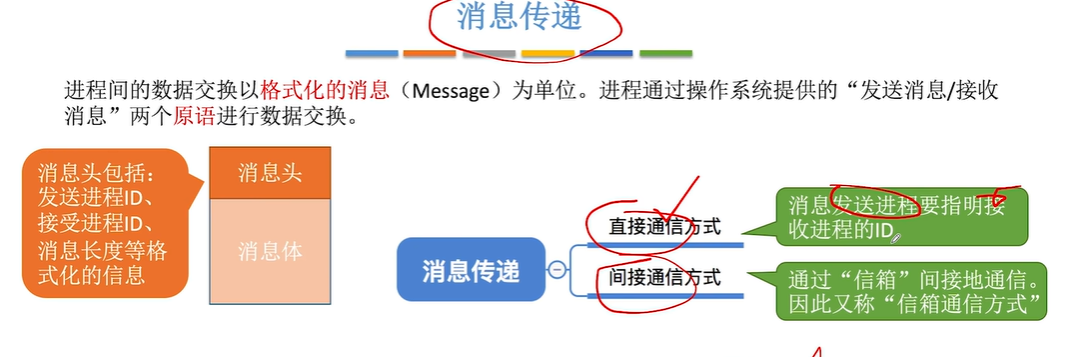 消息传递
进程间的数据交换以格式化的消息（Message）为单位。进程通过操作系统提供的“发送消息/接收
消息”两个原语进行数据交换。
消息头包括：
发送进程ID、
接受进程ID、
消息长度等格
式化的信息
消息头
消息体
消息传递
直接通信方式
消息发送进程要指明接
收进程的ID
间接通信方式
通过“信箱”间接地通信。
因此又称“信箱通信方式”